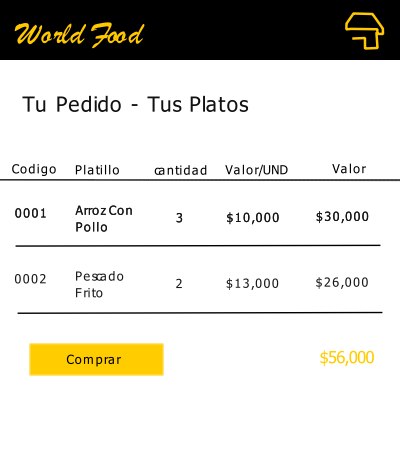 World Food
Tu Pedido - Tus Platos
Codigo Platillo cantidad Valor/UND Valor
0001 Arroz Con Pollo 3 $10,000 $30,000
0002 Pescado Frito 2 $13,000 $26,000
Comprar $56,000